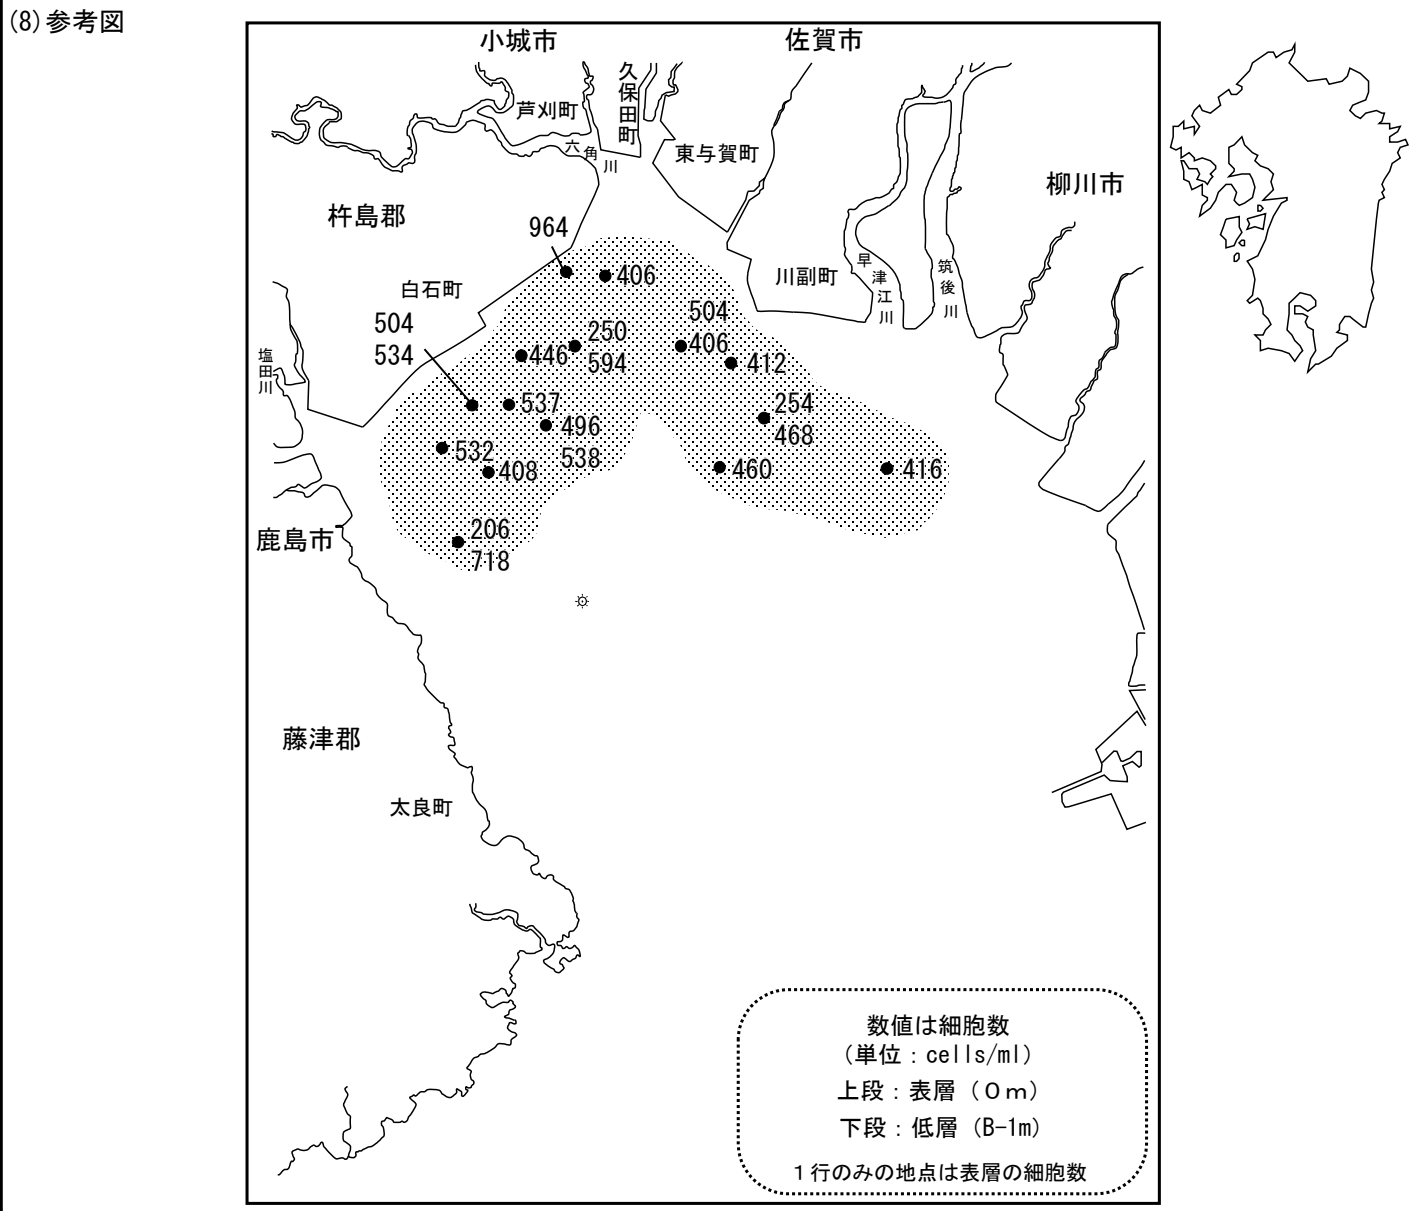 (8)参考図
小城市
佐賀市
久保田町
芦刈町
六角川
東与賀町
柳川市
杵島郡
964
406
川副町
早津江川
筑後川
白石町
504
534
504
406
250
594
446
412
塩田川
537
254
468
496
538
532
408
460
416
206
718
鹿島市
藤津郡
太良町
数値は細胞数
(単位：cells/ml)
上段：表層（０ｍ）
下段：低層（B-1m)
１行のみの地点は表層の細胞数